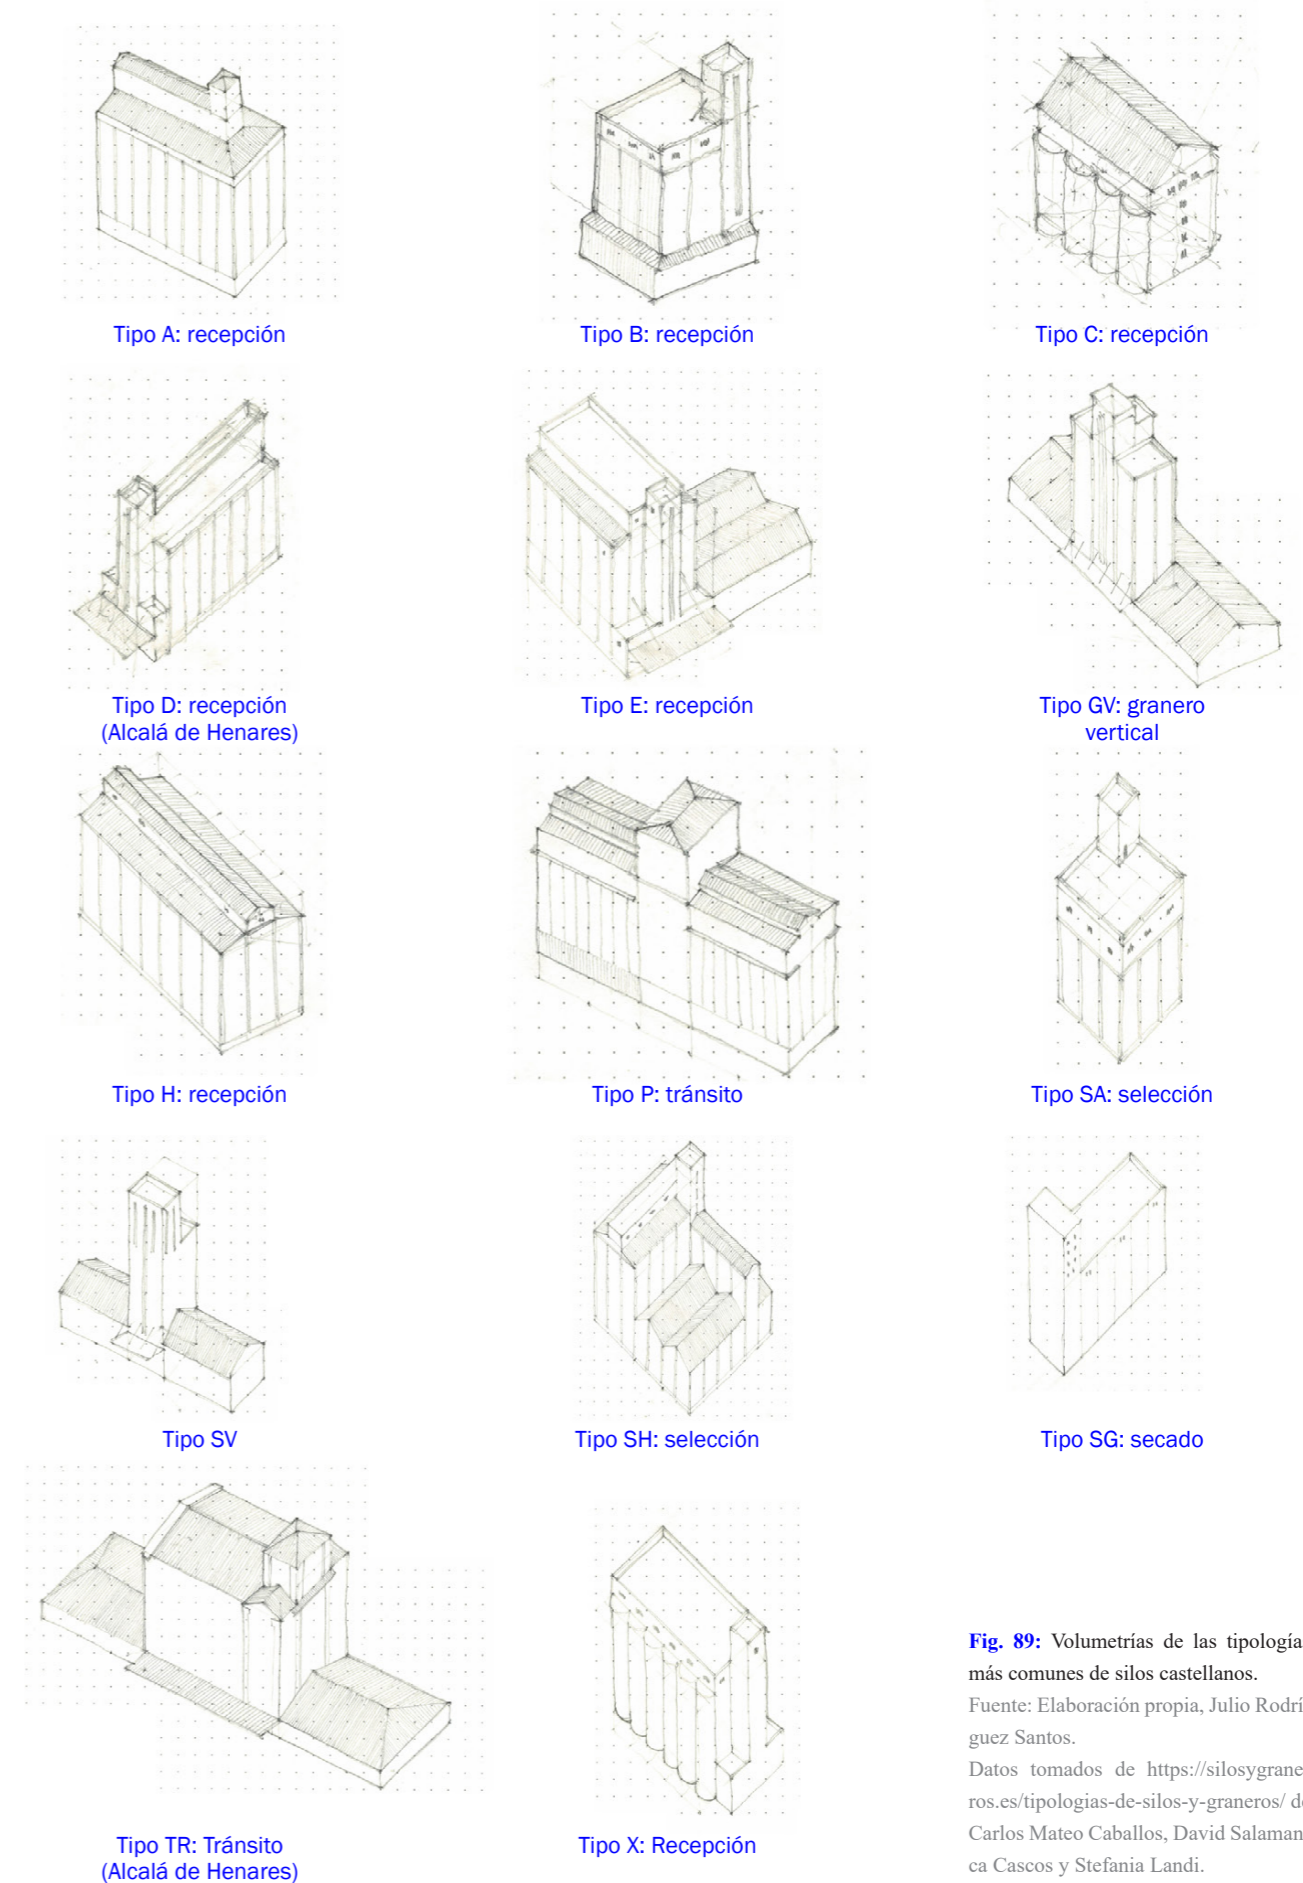 Tipo A: recepción
Tipo B: recepción
Tipo C: recepción
Tipo D: recepción
(Alcalá de Henares)
Tipo E: recepción
Tipo GV: granero
vertical
Tipo H: recepción
Tipo P: tránsito
Tipo SA: selección
Tipo SV
Tipo SH: selección
Tipo SG: secado
Tipo TR: Tránsito
(Alcalá de Henares)
Tipo X: Recepción
Fig. 89: Volumetrías de las tipología
más comunes de silos castellanos.
Fuente: Elaboración propia, Julio Rodrí
guez Santos.
Datos tomados de https://silosygrane
ros.es/tipologias-de-silos-y-graneros/ d
Carlos Mateo Caballos, David Salaman
ca Cascos y Stefania Landi.